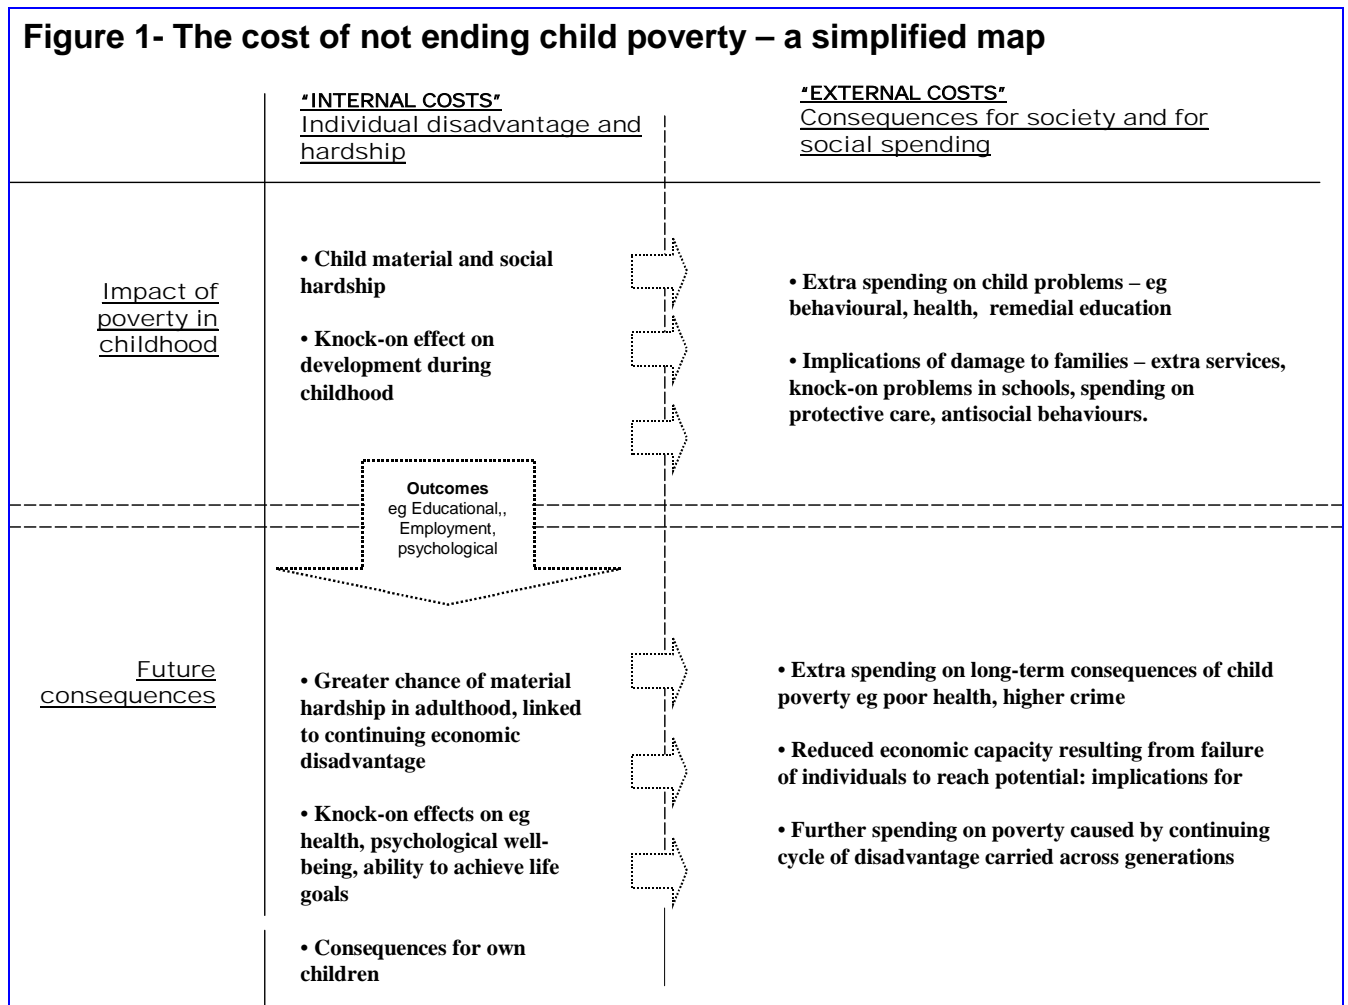 Figure 1- The cost of not ending child poverty – a simplified map
"INTERNAL COSTS"
Individual disadvantage and
hardship
"EXTERNAL COSTS"
Consequences for society and for
social spending
Impact of
poverty in
childhood
• Child material and social
hardship
• Knock-on effect on
development during
childhood
• Extra spending on child problems – eg
behavioural, health, remedial education
• Implications of damage to families – extra services,
knock-on problems in schools, spending on
protective care, antisocial behaviours.
Outcomes
eg Educational,,
Employment,
psychological
Future
consequences
• Greater chance of material
hardship in adulthood, linked
to continuing economic
disadvantage
• Knock-on effects on eg
health, psychological well-
being, ability to achieve life
goals
• Consequences for own
children
• Extra spending on long-term consequences of child
poverty eg poor health, higher crime
• Reduced economic capacity resulting from failure
of individuals to reach potential: implications for
• Further spending on poverty caused by continuing
cycle of disadvantage carried across generations